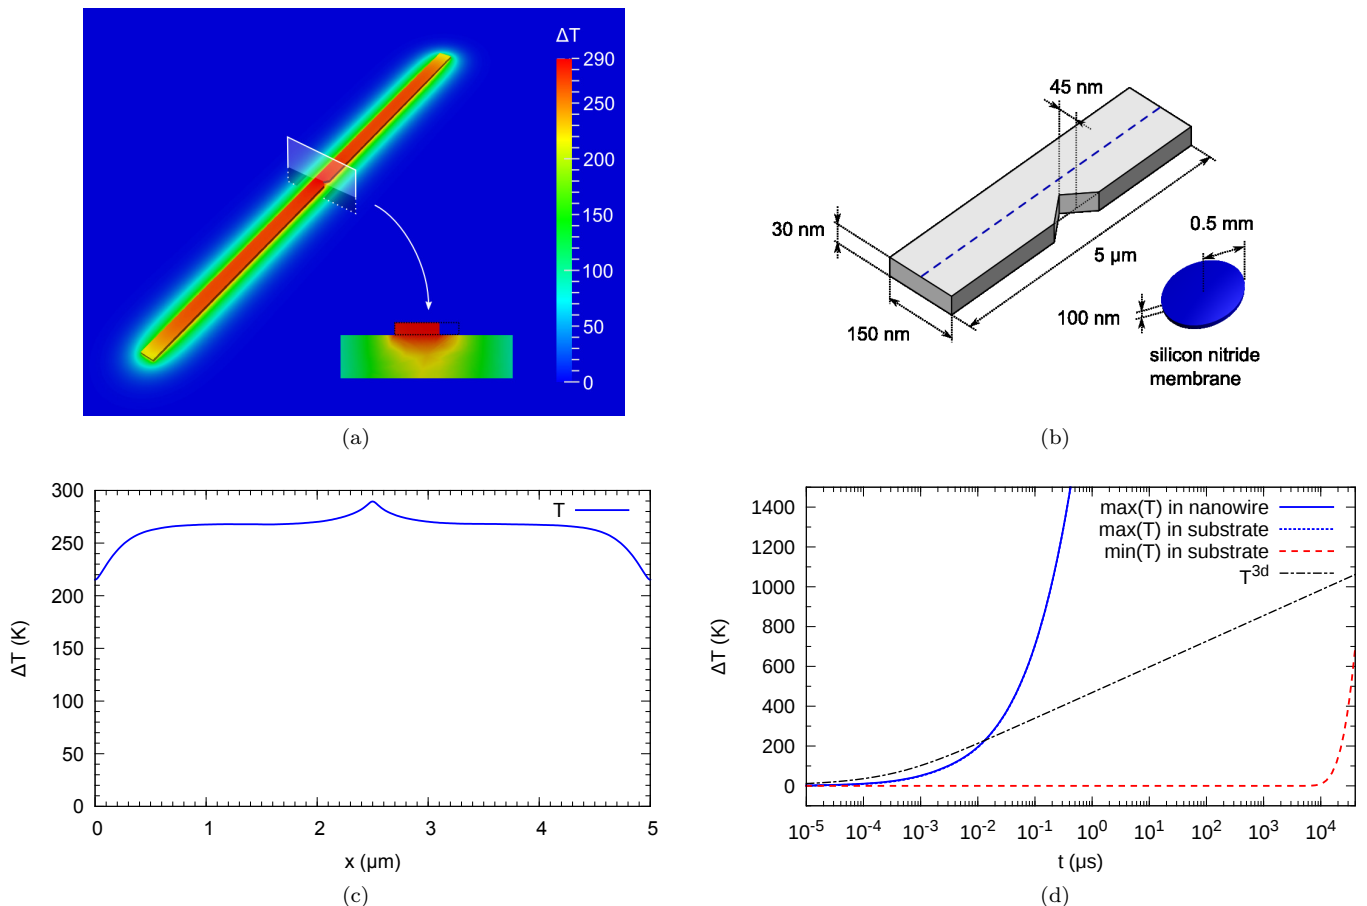 ΔT
290
250
200
150
100
50
0
(a)
45 nm
30 nm
0.5 mm
5 μm
150 nm
100 nm
silicon nitride
membrane
(b)
300
250
200
150
100
50
0
ΔT (K)
T
0 1 2 3 4 5
x (μm)
(c)
1400
1200
1000
800
600
400
200
0
ΔT (K)
max(T) in nanowire
max(T) in substrate
min(T) in substrate
T³ᵈ
10⁻⁵ 10⁻⁴ 10⁻³ 10⁻² 10⁻¹ 10⁰ 10¹ 10² 10³ 10⁴
t (μs)
(d)